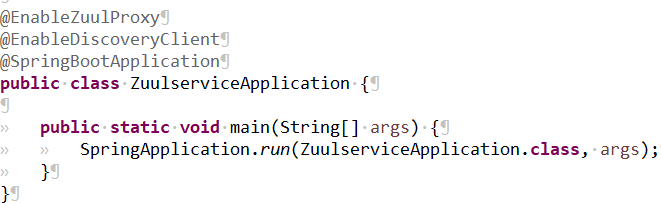 @EnableZuulProxy¶
@EnableDiscoveryClient¶
@SpringBootApplication¶
public·class·ZuulserviceApplication·{¶
¶
»   public·static·void·main(String[]·args)·{¶
»   »   SpringApplication.run(ZuulserviceApplication.class,·args);
»   }¶
}¶